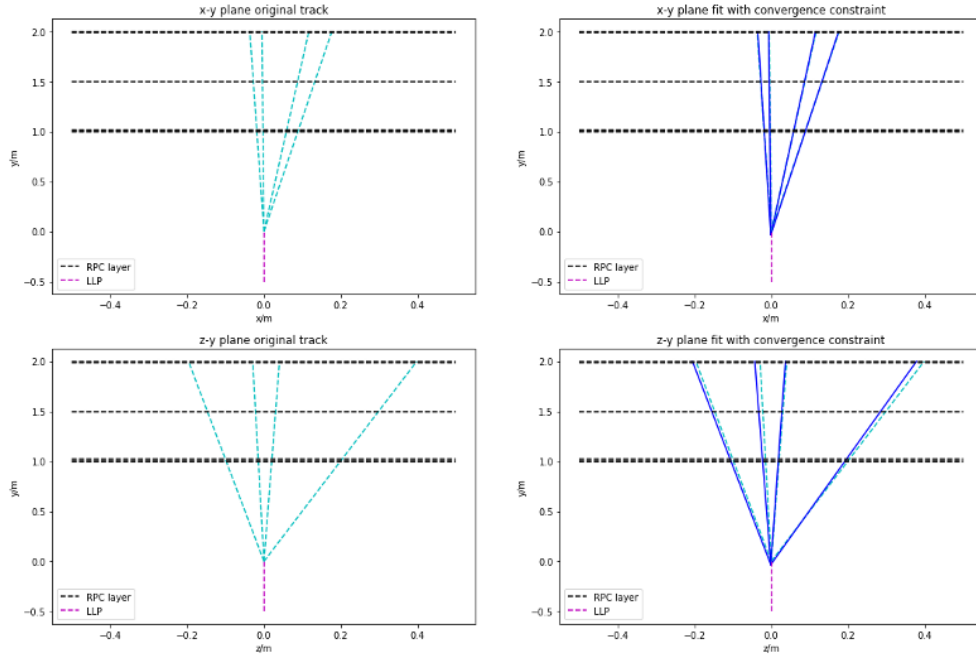 x-y plane original track
2.0
1.5
1.0
0.5
0.0
−0.5
y/m
−0.4
−0.2
0.0
0.2
0.4
x/m
RPC layer
LLP
x-y plane fit with convergence constraint
2.0
1.5
1.0
0.5
0.0
−0.5
y/m
−0.4
−0.2
0.0
0.2
0.4
x/m
RPC layer
LLP
z-y plane original track
2.0
1.5
1.0
0.5
0.0
−0.5
y/m
−0.4
−0.2
0.0
0.2
0.4
z/m
RPC layer
LLP
z-y plane fit with convergence constraint
2.0
1.5
1.0
0.5
0.0
−0.5
y/m
−0.4
−0.2
0.0
0.2
0.4
z/m
RPC layer
LLP